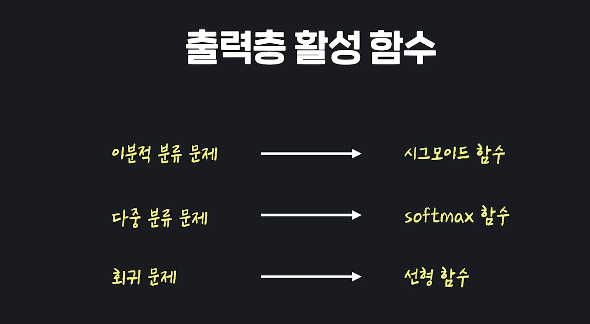 출력층 활성 함수
이분적 분류 문제 시그모이드 함수
다중 분류 문제 softmax 함수
회귀 문제 선형 함수